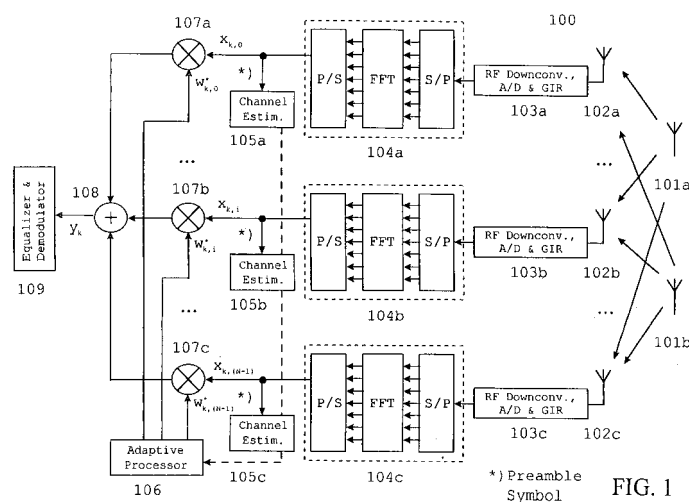 107a
100
x_k,0
*)
w*_k,0
Channel
Estim.
105a
P/S
FFT
S/P
104a
RF Downconv.,
A/D & GIR
103a
102a
101a
...
...
107b
108
x_k,i
*)
w*_k,i
Channel
Estim.
105b
P/S
FFT
S/P
104b
RF Downconv.,
A/D & GIR
103b
102b
101b
Equalizer &
Demodulator
109
y_k
+
...
...
107c
x_k,(N-1)
*)
w*_k,(N-1)
Channel
Estim.
105c
P/S
FFT
S/P
104c
RF Downconv.,
A/D & GIR
103c
102c
Adaptive
Processor
106
*)Preamble
Symbol
FIG. 1